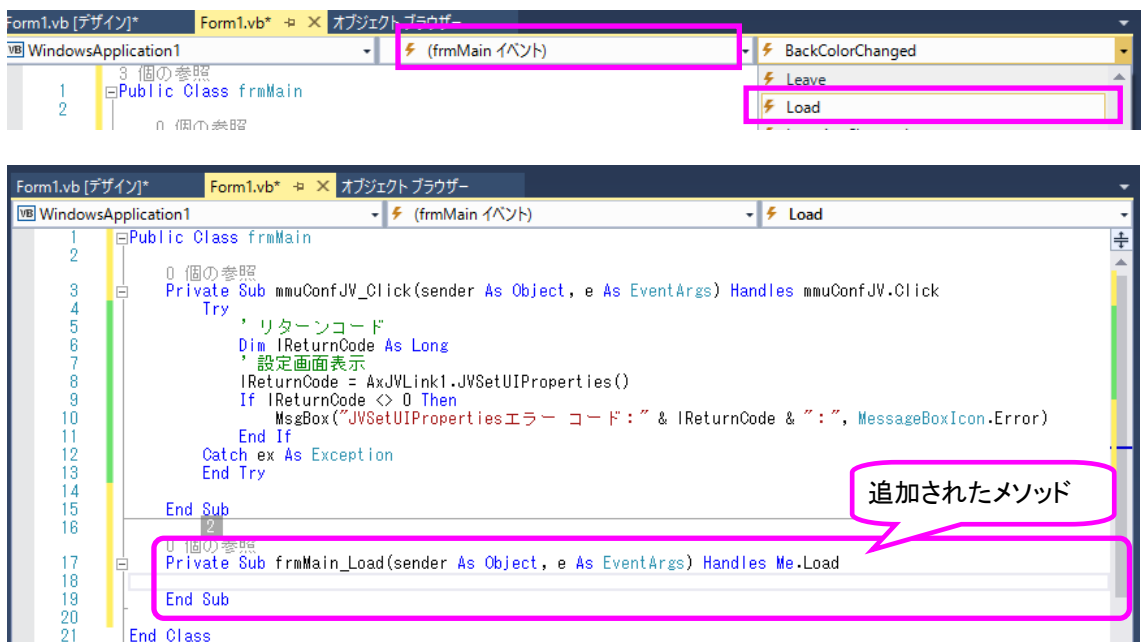 Form1.vb [デザイン]* Form1.vb* オブジェクト ブラウザー
VB WindowsApplication1 (frmMain イベント) BackColorChanged
3 個の参照 Leave
1 Public Class frmMain
2 Load
0 個の参照
Form1.vb [デザイン]* Form1.vb* オブジェクト ブラウザー
VB WindowsApplication1 (frmMain イベント) Load
1 Public Class frmMain
2
0 個の参照
3 Private Sub mmuConfJV_Click(sender As Object, e As EventArgs) Handles mmuConfJV.Click
4 Try
5 ' リターンコード
6 Dim lReturnCode As Long
7 ' 設定画面表示
8 lReturnCode = AxJVLink1.JVSetUIProperties()
9 If lReturnCode <> 0 Then
10 MsgBox("JVSetUIPropertiesエラー コード:" & lReturnCode & ":", MessageBoxIcon.Error)
11 End If
12 Catch ex As Exception
13 End Try
14
15 End Sub
16 2
追加されたメソッド
0 個の参照
17 Private Sub frmMain_Load(sender As Object, e As EventArgs) Handles Me.Load
18
19 End Sub
20
21 End Class